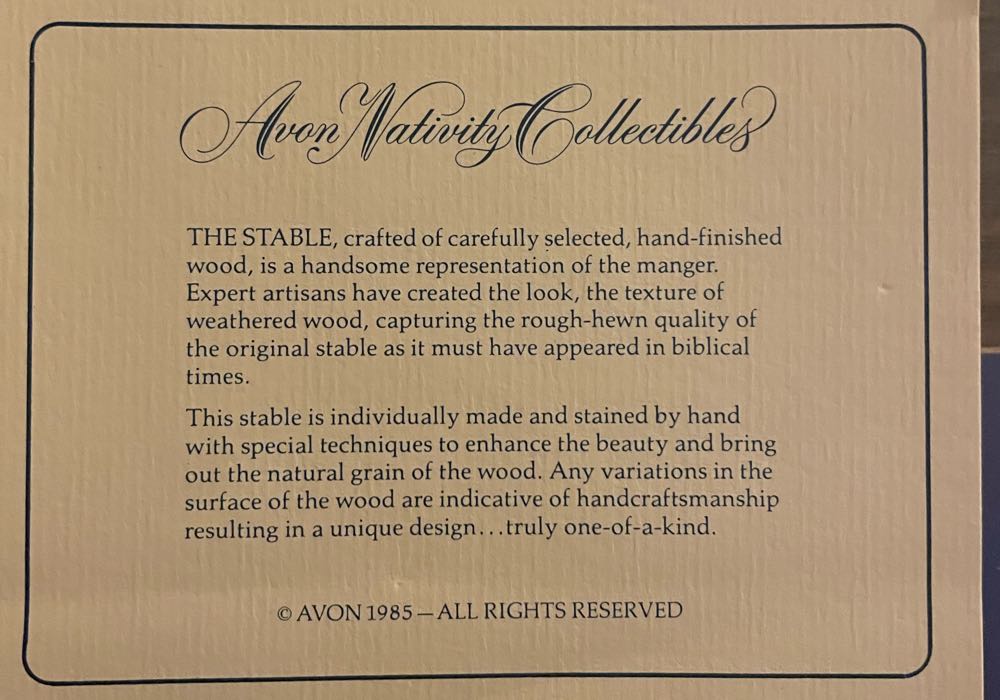 Avon Nativity Collectibles
THE STABLE, crafted of carefully selected, hand-finished
wood, is a handsome representation of the manger.
Expert artisans have created the look, the texture of
weathered wood, capturing the rough-hewn quality of
the original stable as it must have appeared in biblical
times.
This stable is individually made and stained by hand
with special techniques to enhance the beauty and bring
out the natural grain of the wood. Any variations in the
surface of the wood are indicative of handcraftsmanship
resulting in a unique design...truly one-of-a-kind.
© AVON 1985—ALL RIGHTS RESERVED